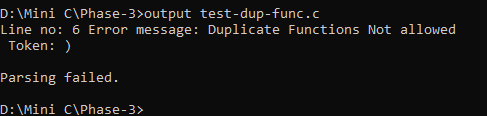 D:\Mini C\Phase-3>output test-dup-func.c
Line no: 6 Error message: Duplicate Functions Not allowed
 Token: )
Parsing failed.
D:\Mini C\Phase-3>